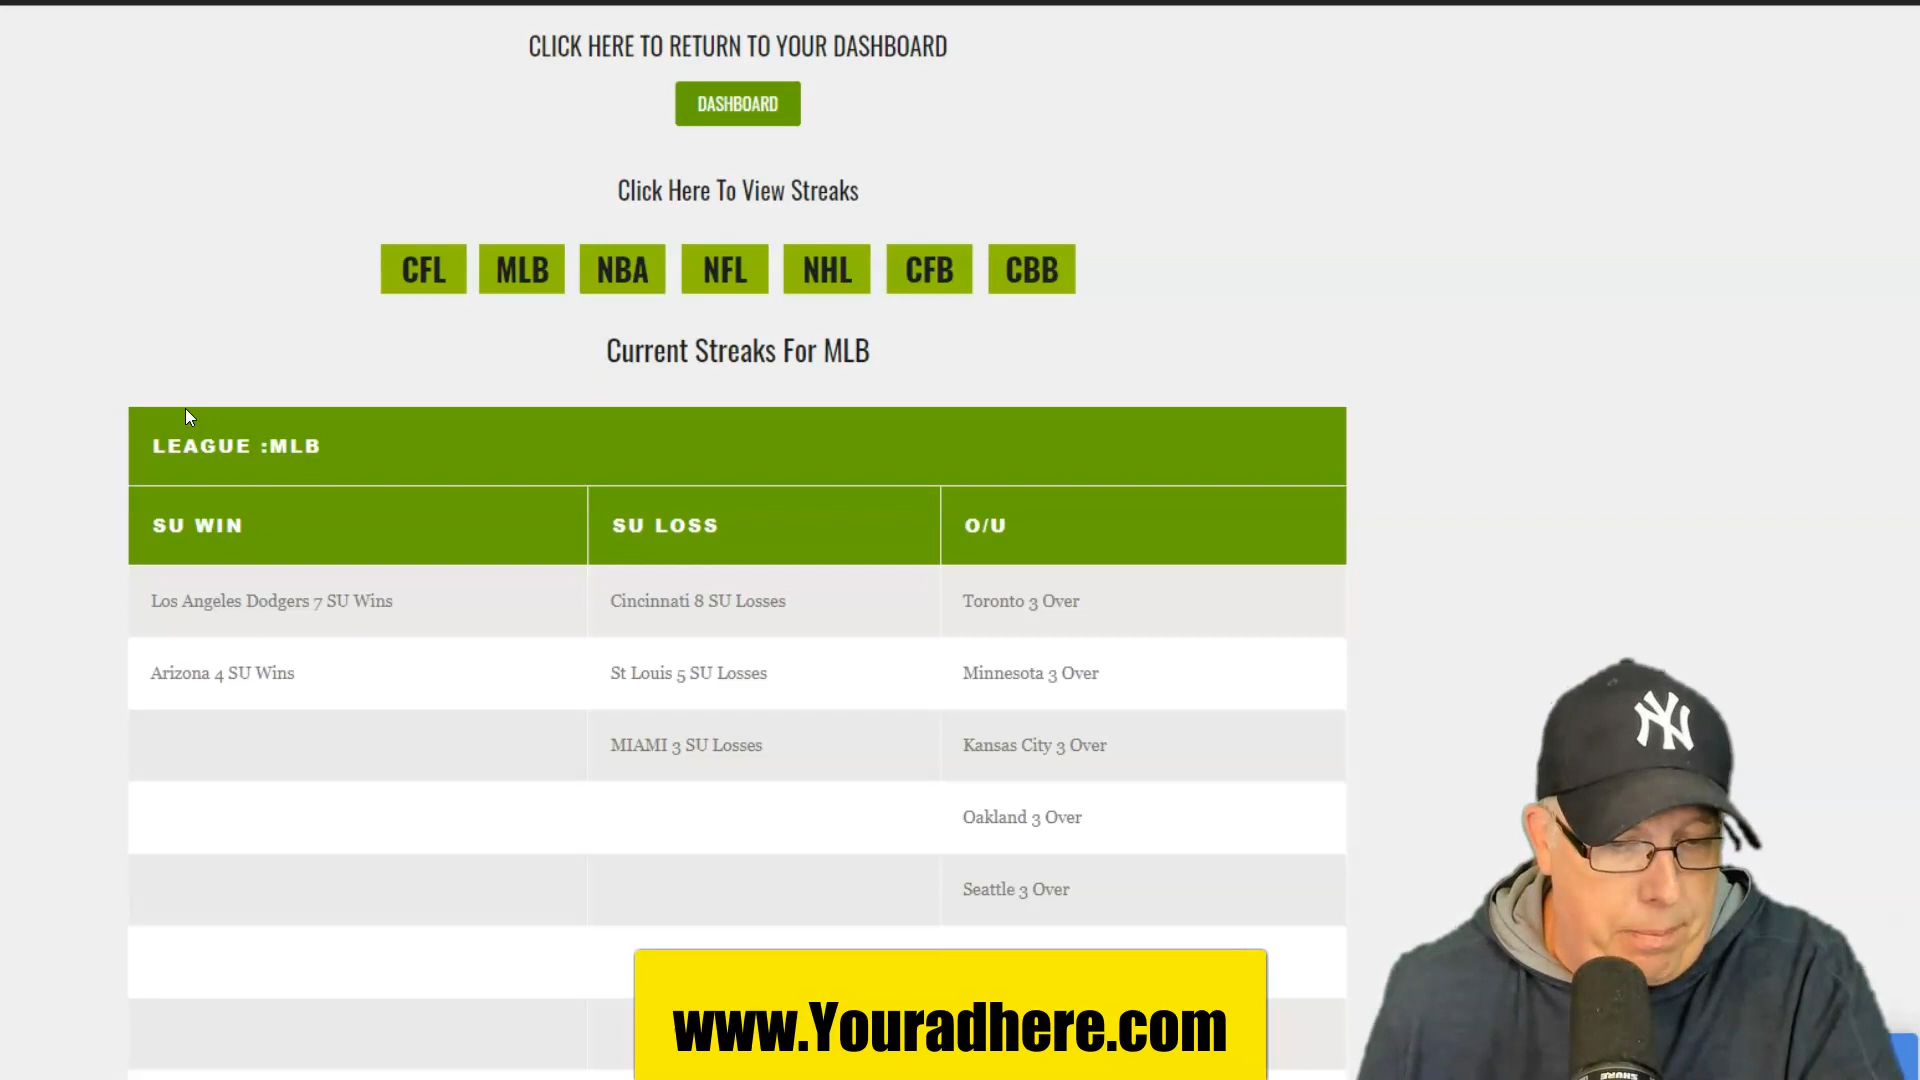 CLICK HERE TO RETURN TO YOUR DASHBOARD
DASHBOARD
Click Here To View Streaks
CFL MLB NBA NFL NHL CFB CBB
Current Streaks For MLB
LEAGUE :MLB
SU WIN SU LOSS O/U
Los Angeles Dodgers 7 SU Wins Cincinnati 8 SU Losses Toronto 3 Over
Arizona 4 SU Wins St Louis 5 SU Losses Minnesota 3 Over
MIAMI 3 SU Losses Kansas City 3 Over
Oakland 3 Over
Seattle 3 Over
www.Youradhere.com
NY
SHURE